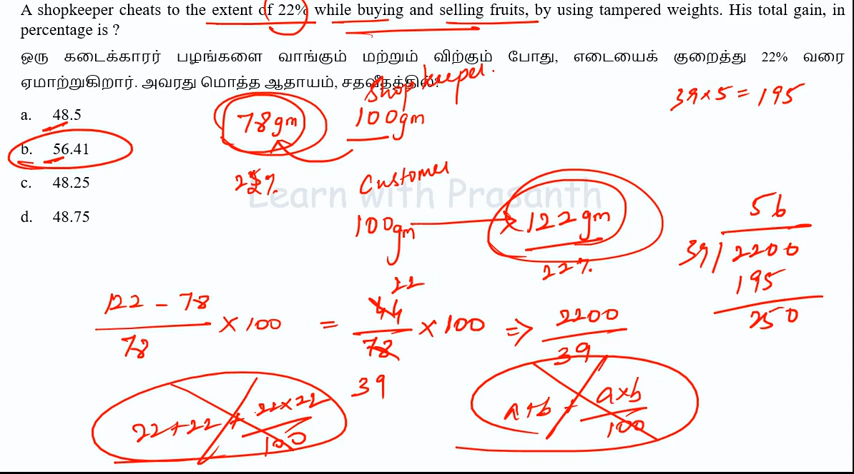 A shopkeeper cheats to the extent of 22% while buying and selling fruits, by using tampered weights. His total gain, in
percentage is ?
ஒரு கடைக்காரர் பழங்களை வாங்கும் மற்றும் விற்கும் போது, எடையைக் குறைத்து 22% வரை
ஏமாற்றுகிறார். அவரது மொத்த ஆதாயம், சதவீதத்தில்?
Shopkeeper.
39x5 = 195
a. 48.5
78gm 100gm
b. 56.41
22%
Customer
Learn with Prasanth
c. 48.25
d. 48.75
100gm 122gm
22%
56
39 2200
195
250
122 - 78
78
x 100
=
22
44
78
39
x 100
⇒
2200
39
22+22+ 22x22
100
a+b + axb
100